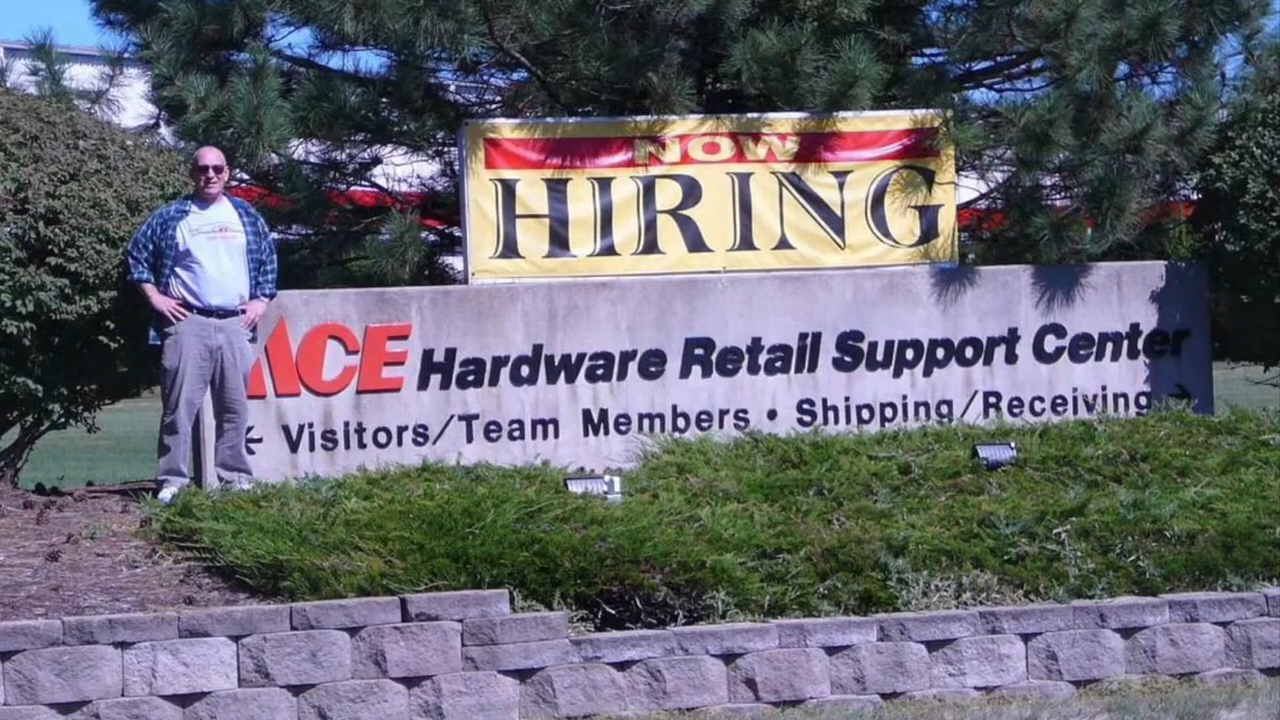 NOW
HIRING
ACE Hardware Retail Support Center
← Visitors/Team Members • Shipping/Receiving →